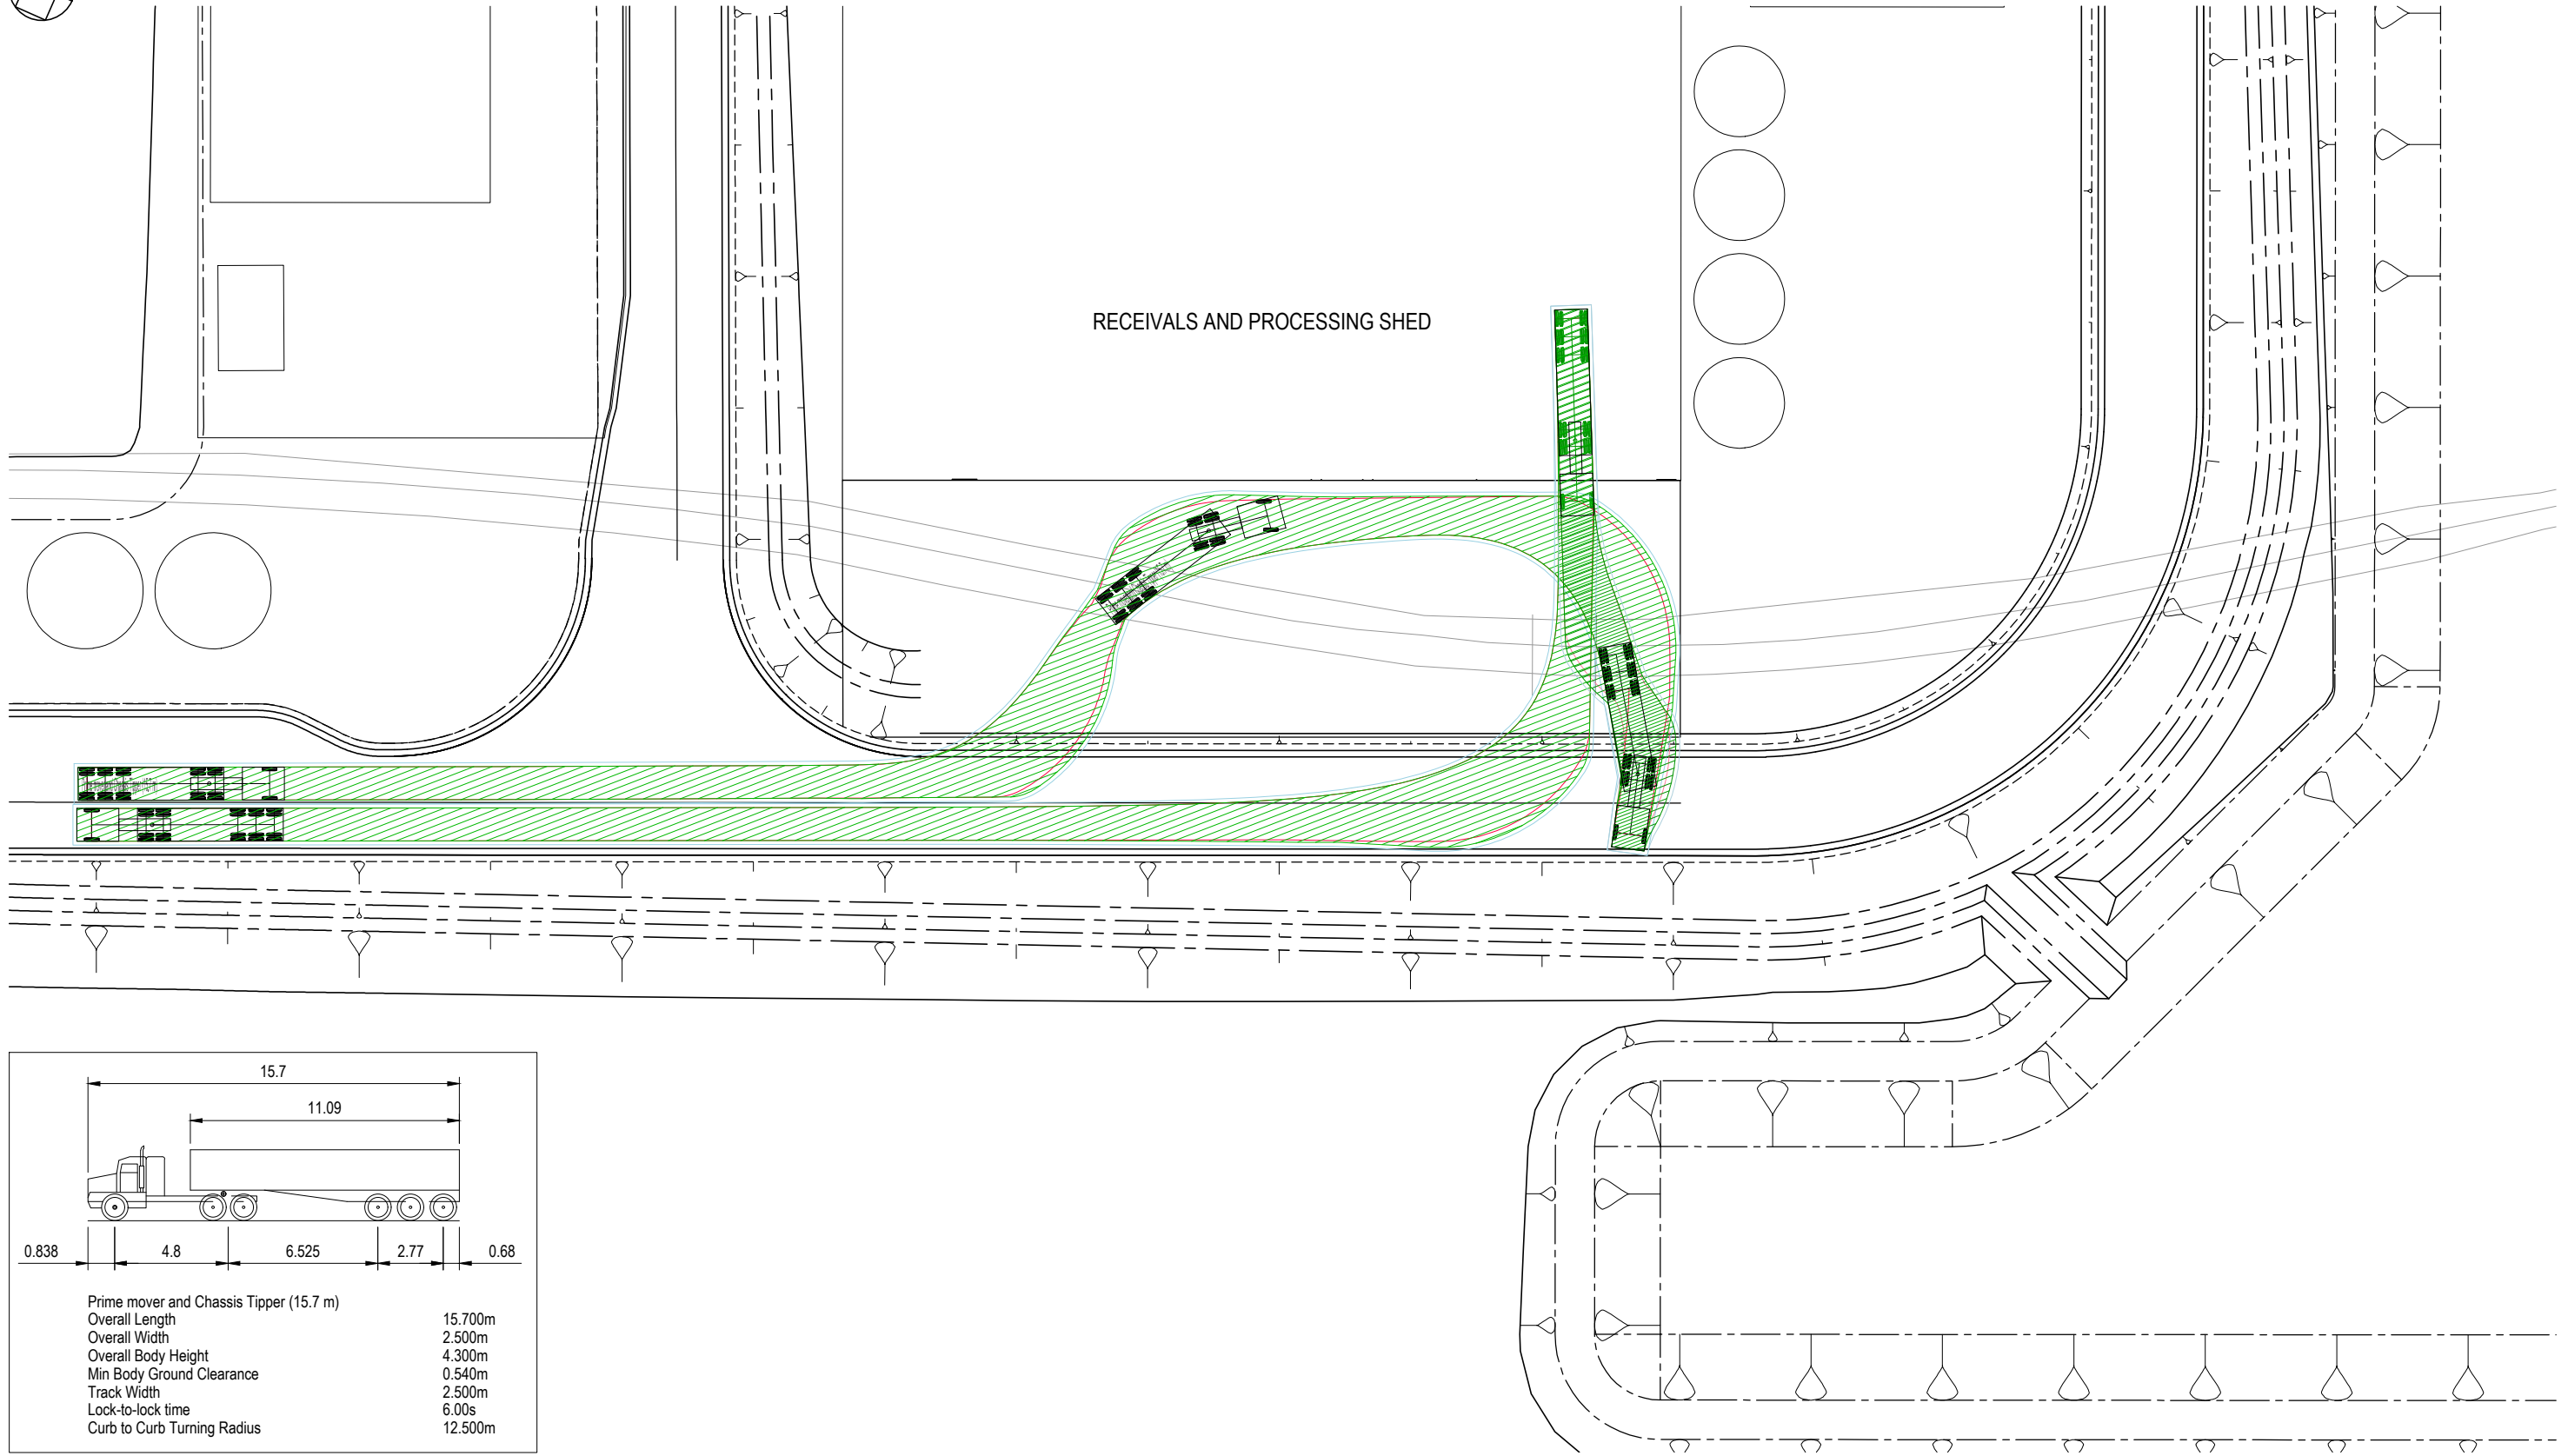 RECEIVALS AND PROCESSING SHED
15.7
11.09
0.838 4.8 6.525 2.77 0.68
Prime mover and Chassis Tipper (15.7 m)
Overall Length 15.700m
Overall Width 2.500m
Overall Body Height 4.300m
Min Body Ground Clearance 0.540m
Track Width 2.500m
Lock-to-lock time 6.00s
Curb to Curb Turning Radius 12.500m